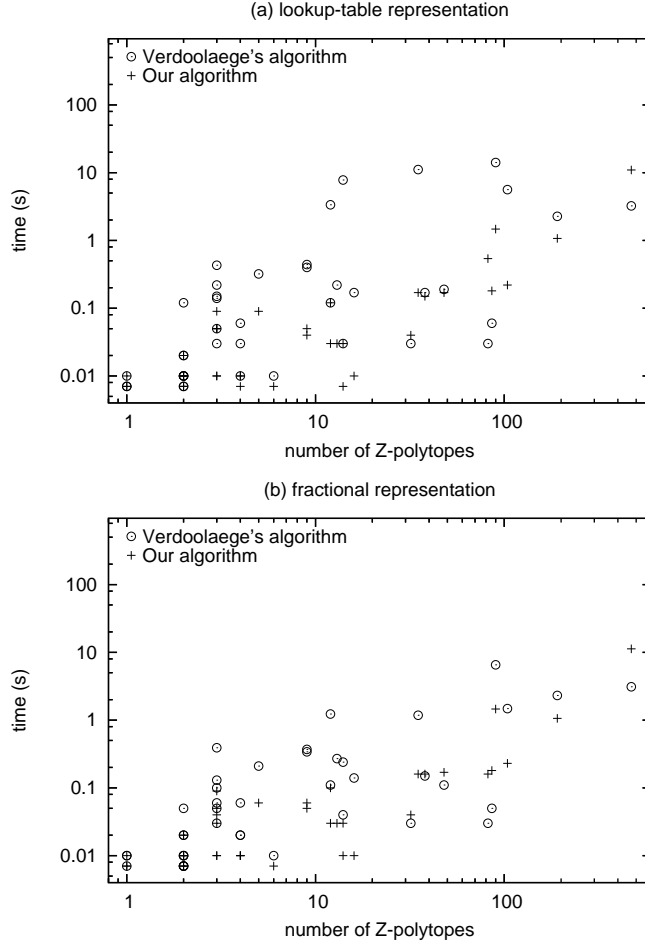 (a) lookup-table representation
Verdoolaege's algorithm
Our algorithm
100
10
1
0.1
0.01
time (s)
1 10 100
number of Z-polytopes
(b) fractional representation
Verdoolaege's algorithm
Our algorithm
100
10
1
0.1
0.01
time (s)
1 10 100
number of Z-polytopes